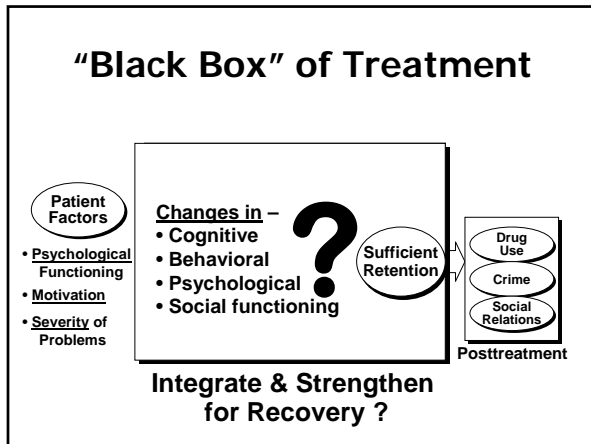 “Black Box” of Treatment
Patient
Factors
• Psychological
Functioning
• Motivation
• Severity of
Problems
Changes in –
• Cognitive
• Behavioral
• Psychological
• Social functioning
?
Sufficient
Retention
Drug
Use
Crime
Social
Relations
Posttreatment
Integrate & Strengthen
for Recovery ?